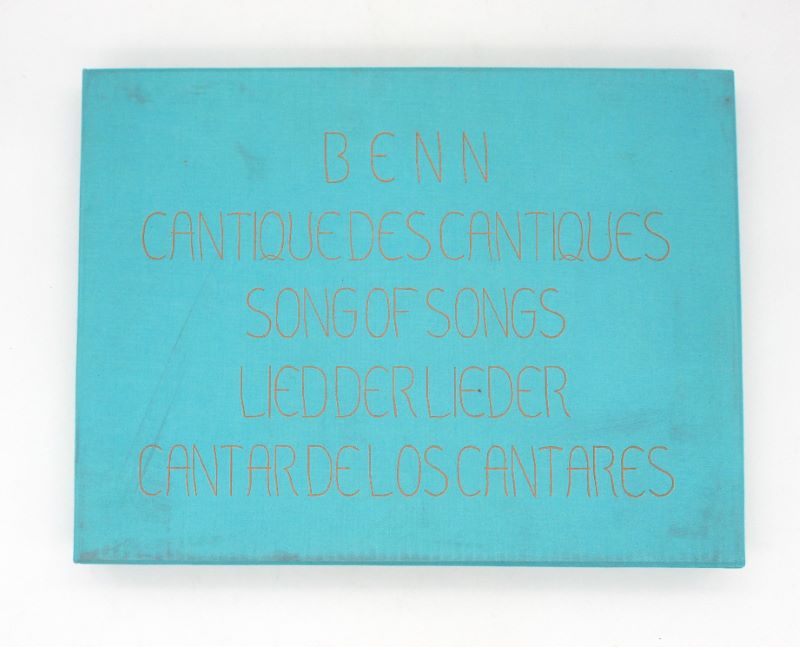 BENN
CANTIQUE DES CANTIQUES
SONG OF SONGS
LIED DER LIEDER
CANTAR DE LOS CANTARES